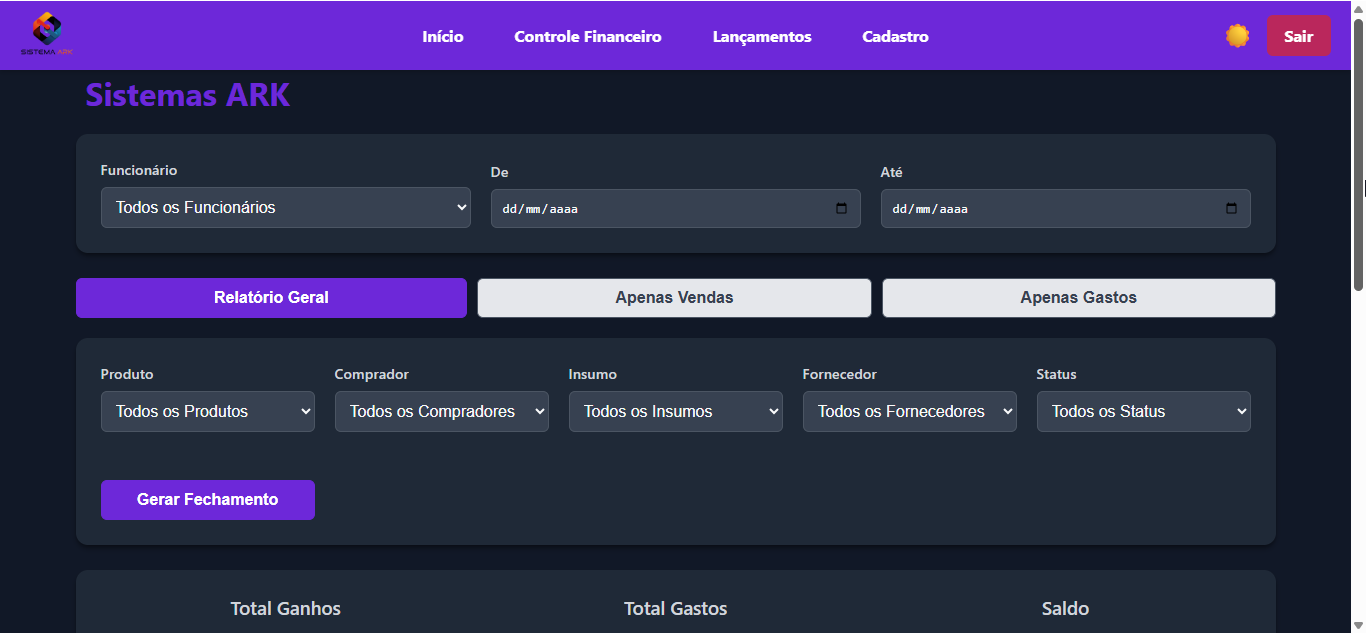 SISTEMA ARK
Início Controle Financeiro Lançamentos Cadastro Sair
Sistemas ARK
Funcionário De Até
Todos os Funcionários dd/mm/aaaa dd/mm/aaaa
Relatório Geral Apenas Vendas Apenas Gastos
Produto Comprador Insumo Fornecedor Status
Todos os Produtos Todos os Compradores Todos os Insumos Todos os Fornecedores Todos os Status
Gerar Fechamento
Total Ganhos Total Gastos Saldo